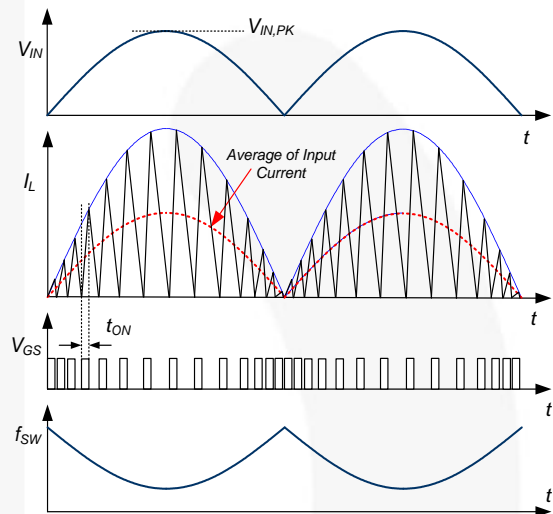 V_IN
V_IN,PK
t
I_L
Average of Input
Current
t
V_GS
t_ON
t
f_SW
t